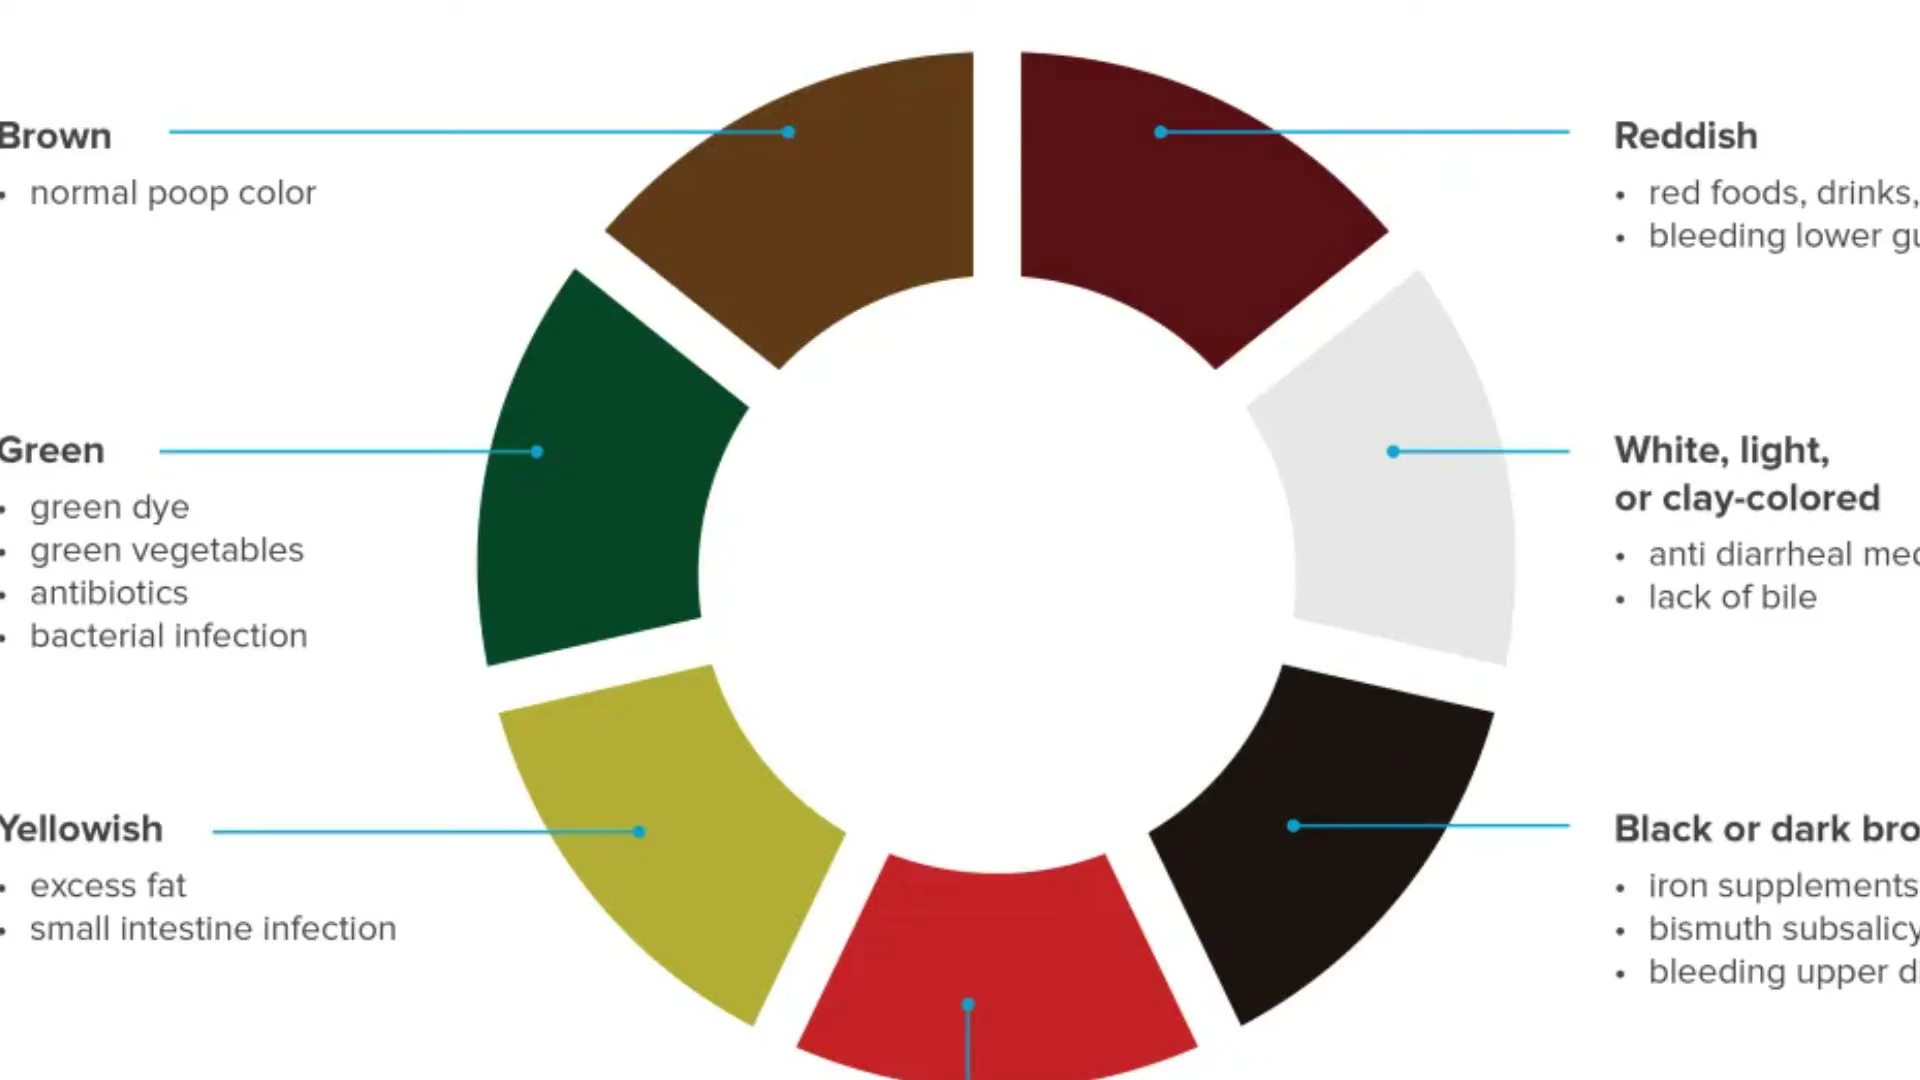 Brown
• normal poop color
Green
• green dye
• green vegetables
• antibiotics
• bacterial infection
Yellowish
• excess fat
• small intestine infection
Reddish
• red foods, drinks,
• bleeding lower
White, light,
or clay-colored
• anti diarrheal
• lack of bile
Black or dark
• iron supplements
• bismuth
• bleeding upper